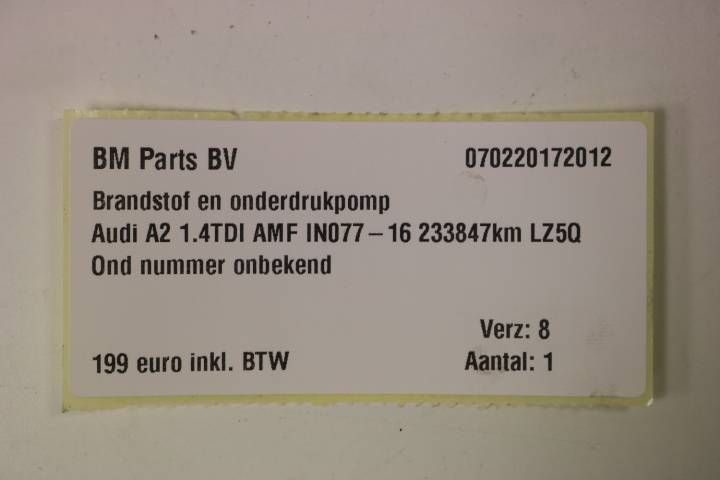 BM Parts BV 070220172012
Brandstof en onderdrukpomp
Audi A2 1.4TDI AMF IN077-16 233847km LZ5Q
Ond nummer onbekend
Verz: 8
199 euro inkl. BTW Aantal: 1